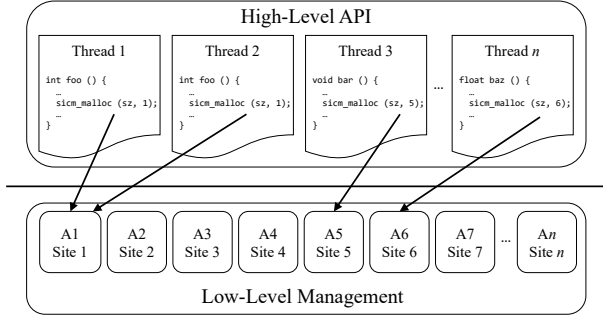 High-Level API
Thread 1
int foo () {
…
sicm_malloc (sz, 1);
…
}
Thread 2
int foo () {
…
sicm_malloc (sz, 1);
…
}
Thread 3
void bar () {
…
sicm_malloc (sz, 5);
…
}
...
Thread n
float baz () {
…
sicm_malloc (sz, 6);
…
}
A1
Site 1
A2
Site 2
A3
Site 3
A4
Site 4
A5
Site 5
A6
Site 6
A7
Site 7
...
An
Site n
Low-Level Management